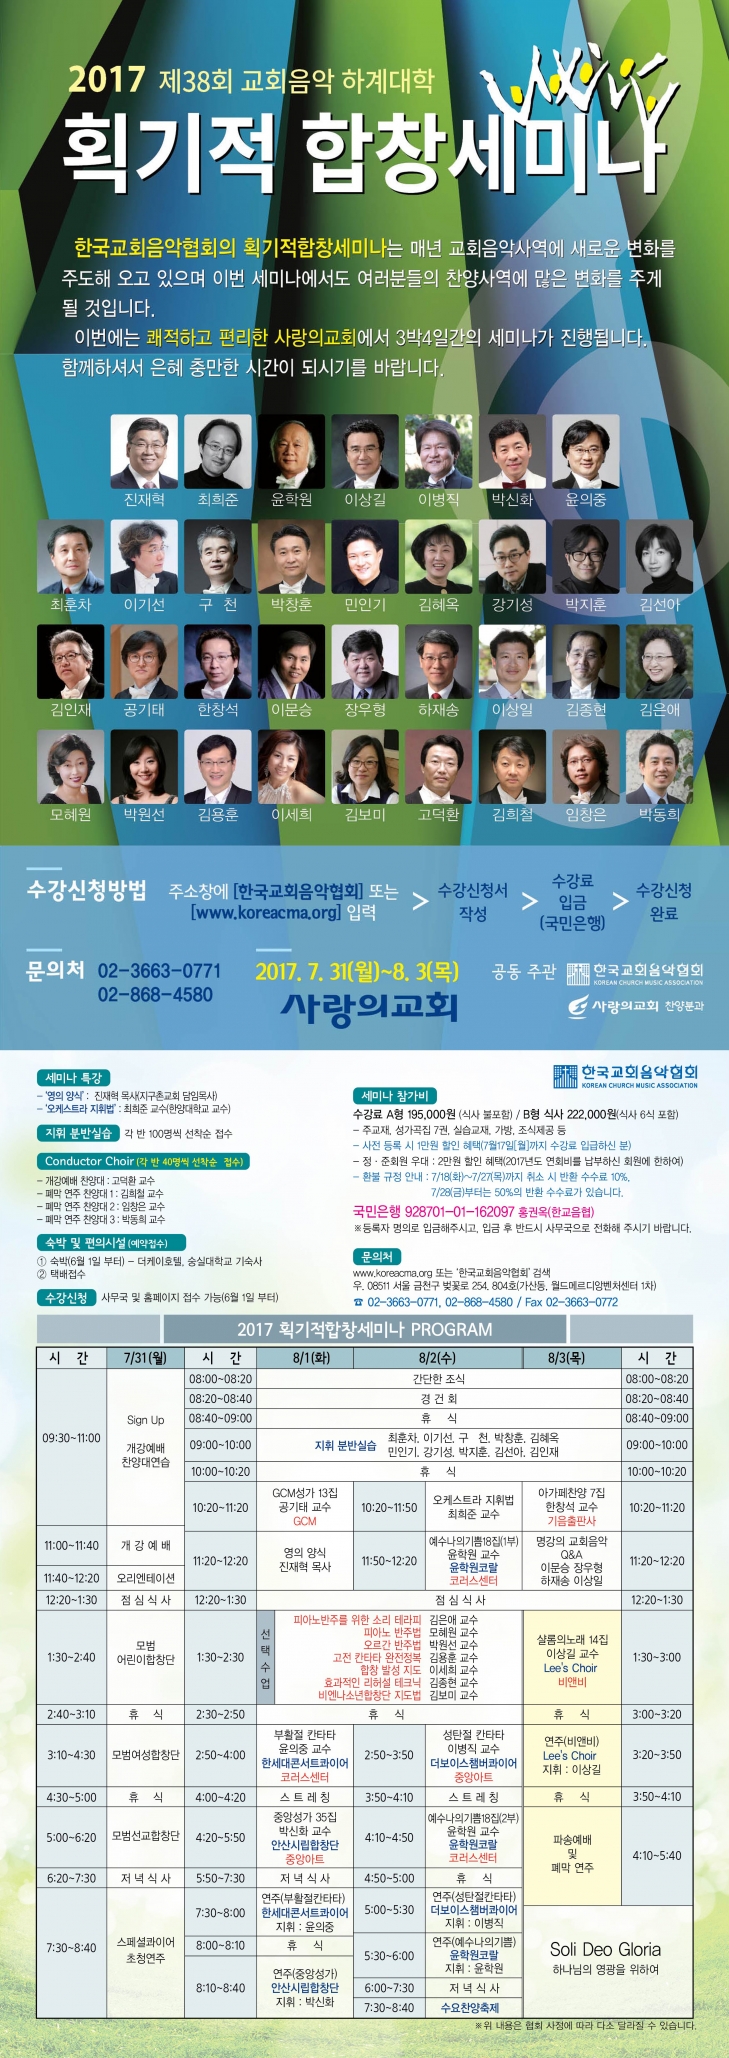 2017 제38회 교회음악 하계대학
획기적 합창세미나
한국교회음악협회의 획기적합창세미나는 매년 교회음악사역에 새로운 변화를
주도해 오고 있으며 이번 세미나에서도 여러분들의 찬양사역에 많은 변화를 주게
될 것입니다.
이번에는 쾌적하고 편리한 사랑의교회에서 3박4일간의 세미나가 진행됩니다.
함께하셔서 은혜 충만한 시간이 되시기를 바랍니다.
진재혁 최희준 윤학원 이상길 이병직 박신화 윤의중
최훈차 이기선 구 천 박창훈 민인기 김혜옥 강기성 박지훈 김선아
김인재 공기태 한창석 이문승 장우형 하재송 이상일 김종현 김은애
모혜원 박원선 김용훈 이세희 김보미 고덕환 김희철 임창은 박동희
수강신청방법 주소창에 [한국교회음악협회] 또는
[www.koreacma.org] 입력
> 수강신청서
작성
> 수강료
입금
(국민은행)
> 수강신청
완료
문의처 02-3663-0771
02-868-4580
2017. 7. 31(월)~8. 3(목)
사랑의교회
공동 주관 한국교회음악협회
KOREAN CHURCH MUSIC ASSOCIATION
사랑의교회 찬양분과
한국교회음악협회
KOREAN CHURCH MUSIC ASSOCIATION
세미나 특강
- '영의 양식' : 진재혁 목사(지구촌교회 담임목사)
- '오케스트라 지휘법' : 최희준 교수(한양대학교 교수)
지휘 분반실습 각 반 100명씩 선착순 접수
Conductor Choir (각 반 40명씩 선착순 접수)
- 개강예배 찬양대 : 고덕환 교수
- 폐막 연주 찬양대 1 : 김희철 교수
- 폐막 연주 찬양대 2 : 임창은 교수
- 폐막 연주 찬양대 3 : 박동희 교수
숙박 및 편의시설 (예약접수)
① 숙박(6월 1일 부터) - 더케이호텔, 숭실대학교 기숙사
② 택배접수
수강신청 사무국 및 홈페이지 접수 가능(6월 1일 부터)
세미나 참가비
수강료 A형 195,000원 (식사 불포함) / B형 식사 222,000원(식사 6식 포함)
- 주교재, 성가곡집 7권, 실습교재, 가방, 조식제공 등
- 사전 등록 시 1만원 할인 혜택(7월17일[월]까지 수강료 입금하신 분)
- 정·준회원 우대 : 2만원 할인 혜택(2017년도 연회비를 납부하신 회원에 한하여)
- 환불 규정 안내 : 7/18(화)~7/27(목)까지 취소 시 반환 수수료 10%,
7/28(금)부터는 50%의 반환 수수료가 있습니다.
국민은행 928701-01-162097 홍권옥(한교음협)
※등록자 명의로 입금해주시고, 입금 후 반드시 사무국으로 전화해 주시기 바랍니다.
문의처
www.koreacma.org 또는 '한국교회음악협회' 검색
우. 08511 서울 금천구 벚꽃로 254, 804호(가산동, 월드메르디앙벤처센터 1차)
☎ 02-3663-0771, 02-868-4580 / Fax 02-3663-0772
2017 획기적합창세미나 PROGRAM
시 간 7/31(월) 시 간 8/1(화) 8/2(수) 8/3(목) 시 간
08:00~08:20 간단한 조식 08:00~08:20
08:20~08:40 경 건 회 08:20~08:40
08:40~09:00 휴 식 08:40~09:00
09:30~11:00
Sign Up
개강예배
찬양대연습
09:00~10:00 지휘 분반실습
최훈차, 이기선, 구 천, 박창훈, 김혜옥
민인기, 강기성, 박지훈, 김선아, 김인재
09:00~10:00
10:00~10:20 휴 식 10:00~10:20
10:20~11:20
GCM성가 13집
공기태 교수
GCM
10:20~11:50
오케스트라 지휘법
최희준 교수
아가페찬양 7집
한창석 교수
기음출판사
10:20~11:20
11:00~11:40 개 강 예 배
11:40~12:20 오리엔테이션
11:20~12:20
영의 양식
진재혁 목사
11:50~12:20
예수나의기쁨18집(1부)
윤학원 교수
윤학원코랄
코러스센터
명강의 교회음악
Q&A
이문승 장우형
하재송 이상일
11:20~12:20
12:20~1:30 점 심 식 사 12:20~1:30 점 심 식 사 12:20~1:30
1:30~2:40
모범
어린이합창단
1:30~2:30
선택수업
피아노반주를 위한 소리 테라피 김은애 교수
피아노 반주법 모혜원 교수
오르간 반주법 박원선 교수
고전 칸타타 완전정복 김용훈 교수
합창 발성 지도 이세희 교수
효과적인 리허설 테크닉 김종현 교수
비엔나소년합창단 지도법 김보미 교수
샬롬의노래 14집
이상길 교수
Lee's Choir
비앤비
1:30~3:00
2:40~3:10 휴 식 2:30~2:50 휴 식 휴 식 3:00~3:20
3:10~4:30 모범여성합창단 2:50~4:00
부활절 칸타타
윤의중 교수
한세대콘서트콰이어
코러스센터
2:50~3:50
성탄절 칸타타
이병직 교수
더보이스챔버콰이어
중앙아트
연주(비앤비)
Lee's Choir
지휘 : 이상길
3:20~3:50
4:30~5:00 휴 식 4:00~4:20 스 트 레 칭 3:50~4:10 스 트 레 칭 휴 식 3:50~4:10
5:00~6:20 모범선교합창단 4:20~5:50
중앙성가 35집
박신화 교수
안산시립합창단
중앙아트
4:10~4:50
예수나의기쁨18집(2부)
윤학원 교수
윤학원코랄
코러스센터
파송예배
및
폐막 연주
4:10~5:40
6:20~7:30 저 녁 식 사 5:50~7:30 저 녁 식 사 4:50~5:00 휴 식
7:30~8:40
스페셜콰이어
초청연주
7:30~8:00
연주(부활절칸타타)
한세대콘서트콰이어
지휘 : 윤의중
5:00~5:30
연주(성탄절칸타타)
더보이스챔버콰이어
지휘 : 이병직
8:00~8:10 휴 식
5:30~6:00
연주(예수나의기쁨)
윤학원코랄
지휘 : 윤학원
8:10~8:40
연주(중앙성가)
안산시립합창단
지휘 : 박신화
6:00~7:30 저 녁 식 사
7:30~8:40 수요찬양축제
Soli Deo Gloria
하나님의 영광을 위하여
※위 내용은 협회 사정에 따라 다소 달라질 수 있습니다.